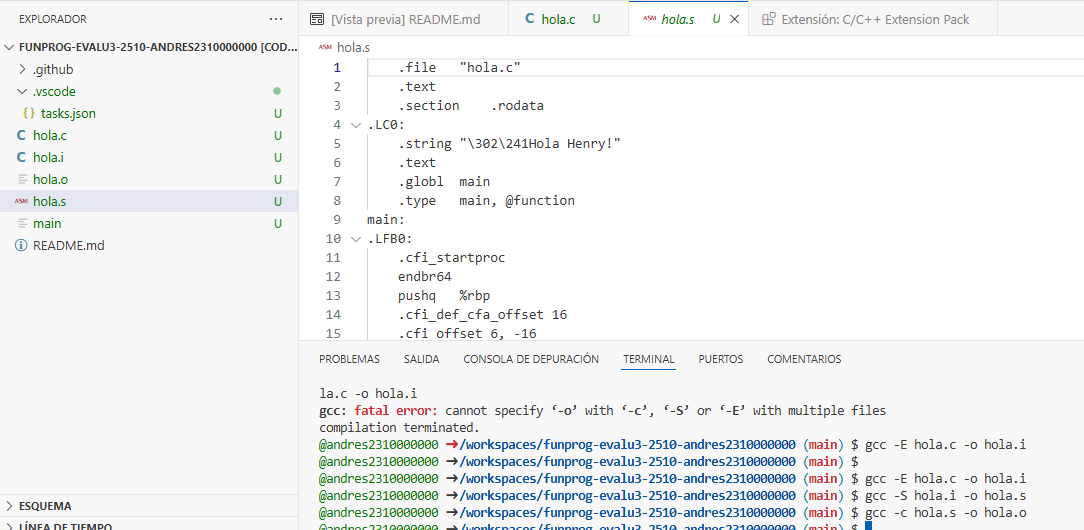 EXPLORADOR ···
FUNPROG-EVALU3-2510-ANDRES2310000000 [COD...
.github
.vscode
tasks.json U
C hola.c U
C hola.i U
hola.o U
ASM hola.s U
main U
README.md
ESQUEMA
LÍNEA DE TIEMPO
[Vista previa] README.md C hola.c U ASM hola.s U Extensión: C/C++ Extension Pack
ASM hola.s
1 .file "hola.c"
2 .text
3 .section .rodata
4 .LC0:
5 .string "\302\241Hola Henry!"
6 .text
7 .globl main
8 .type main, @function
9 main:
10 .LFB0:
11 .cfi_startproc
12 endbr64
13 pushq %rbp
14 .cfi_def_cfa_offset 16
15 .cfi_offset 6, -16
PROBLEMAS SALIDA CONSOLA DE DEPURACIÓN TERMINAL PUERTOS COMENTARIOS
la.c -o hola.i
gcc: fatal error: cannot specify ‘-o’ with ‘-c’, ‘-S’ or ‘-E’ with multiple files
compilation terminated.
@andres2310000000 ➜/workspaces/funprog-evalu3-2510-andres2310000000 (main) $ gcc -E hola.c -o hola.i
@andres2310000000 ➜/workspaces/funprog-evalu3-2510-andres2310000000 (main) $
@andres2310000000 ➜/workspaces/funprog-evalu3-2510-andres2310000000 (main) $ gcc -E hola.c -o hola.i
@andres2310000000 ➜/workspaces/funprog-evalu3-2510-andres2310000000 (main) $ gcc -S hola.i -o hola.s
@andres2310000000 ➜/workspaces/funprog-evalu3-2510-andres2310000000 (main) $ gcc -c hola.s -o hola.o
@andres2310000000 ➜/workspaces/funprog-evalu3-2510-andres2310000000 (main) $